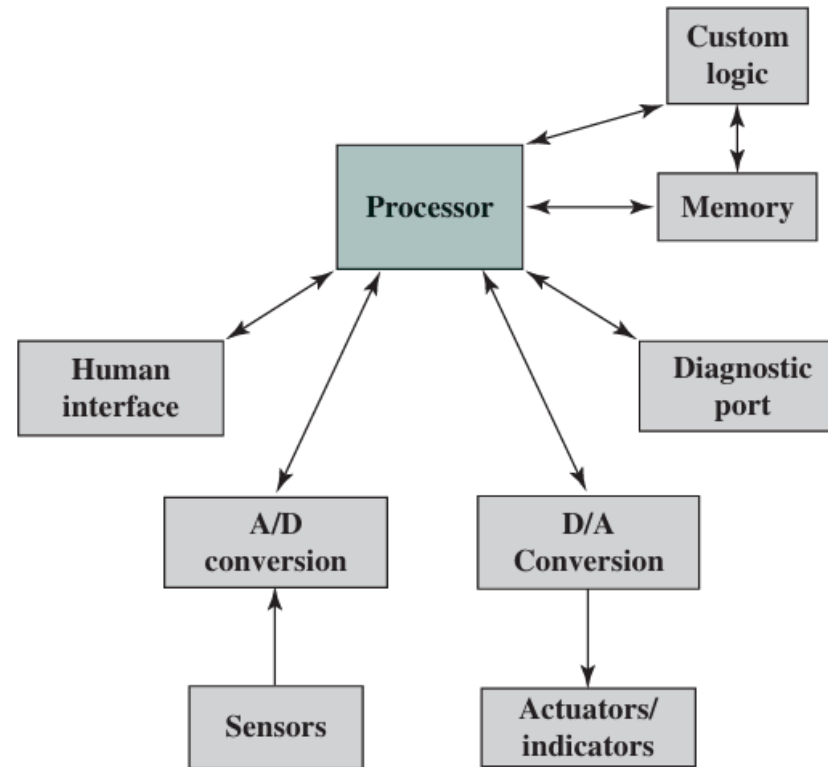 Custom
logic
Processor
Memory
Human
interface
Diagnostic
port
A/D
conversion
D/A
Conversion
Sensors
Actuators/
indicators